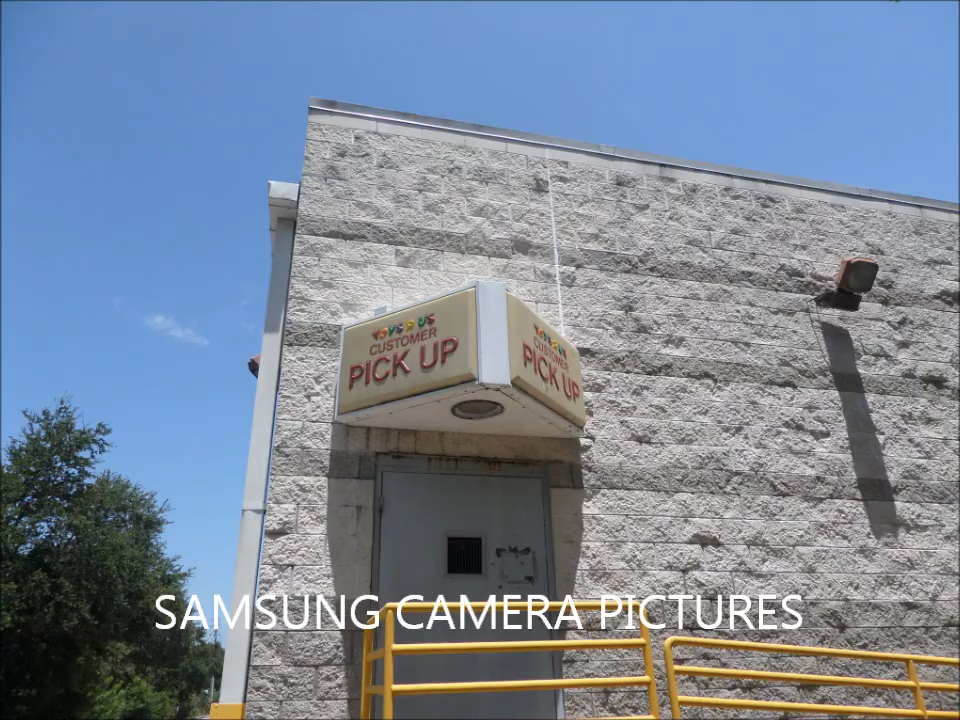 TOYS R US
CUSTOMER
PICK UP
TOYS R US
CUSTOMER
PICK UP
SAMSUNG CAMERA PICTURES